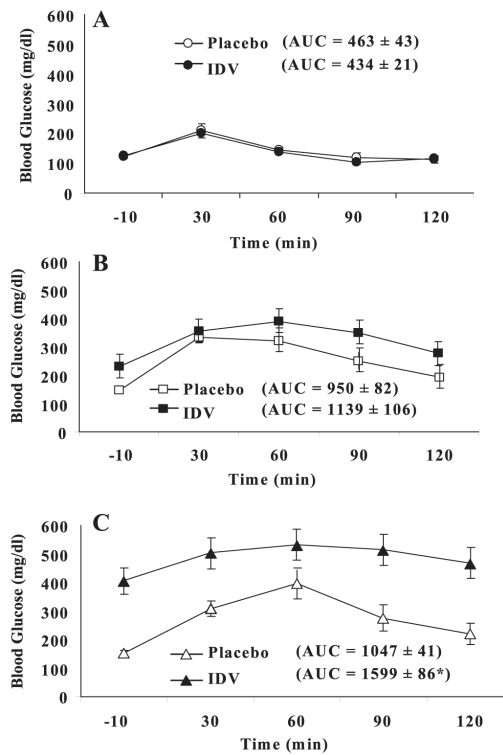 A
600
Placebo (AUC = 463 ± 43)
500
IDV (AUC = 434 ± 21)
400
300
200
100
0
Blood Glucose (mg/dl)
-10 30 60 90 120
Time (min)
B
600
500
400
300
200
Placebo (AUC = 950 ± 82)
100
IDV (AUC = 1139 ± 106)
0
Blood Glucose (mg/dl)
-10 30 60 90 120
Time (min)
C
600
500
400
300
200
Placebo (AUC = 1047 ± 41)
100
IDV (AUC = 1599 ± 86*)
0
Blood Glucose (mg/dl)
-10 30 60 90 120
Time (min)